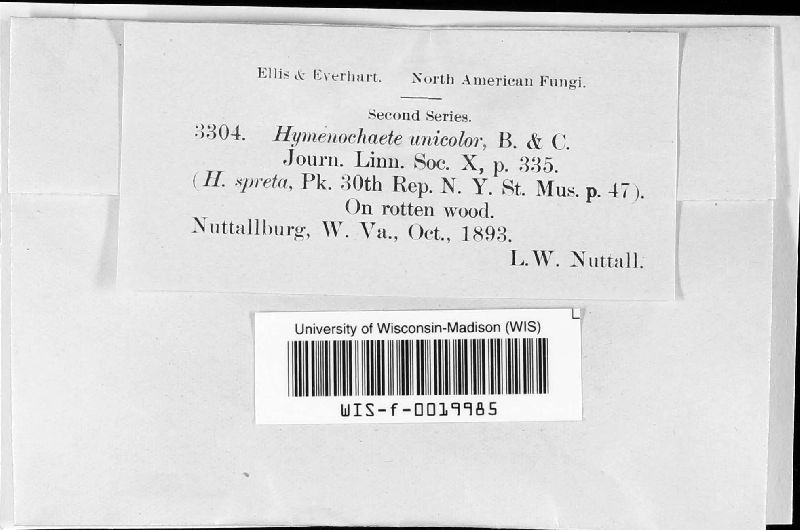 Ellis & Everhart. North American Fungi.
Second Series.
3304. Hymenochaete unicolor, B. & C.
Journ. Linn. Soc. X, p. 335.
(H. spreta, Pk. 30th Rep. N. Y. St. Mus. p. 47).
On rotten wood.
Nuttallburg, W. Va., Oct., 1893.
L. W. Nuttall.
University of Wisconsin-Madison (WIS)
WIS-f-0019985